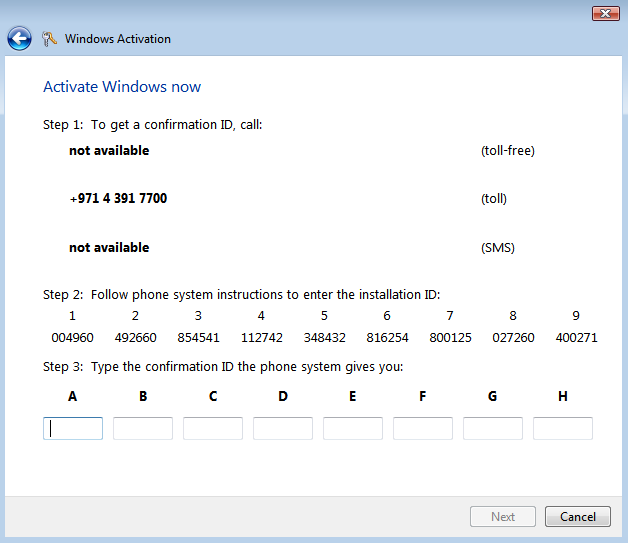 Windows Activation
Activate Windows now
Step 1: To get a confirmation ID, call:
not available (toll-free)
+971 4 391 7700 (toll)
not available (SMS)
Step 2: Follow phone system instructions to enter the installation ID:
1 2 3 4 5 6 7 8 9
004960 492660 854541 112742 348432 816254 800125 027260 400271
Step 3: Type the confirmation ID the phone system gives you:
A B C D E F G H
Next Cancel